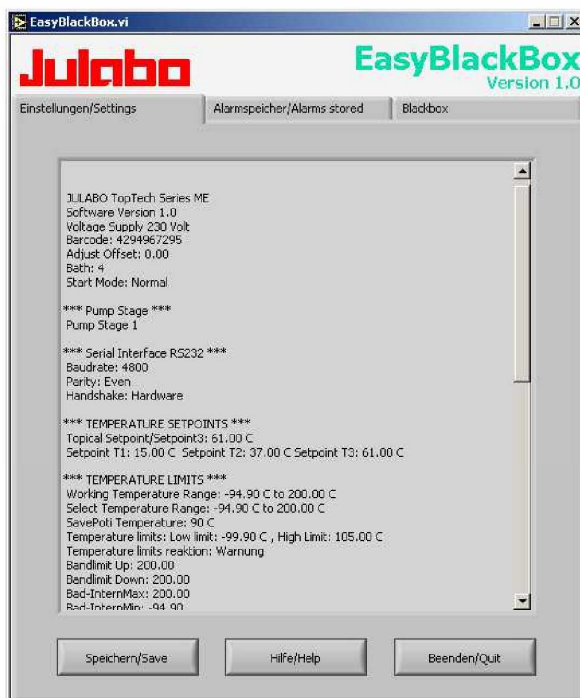 EasyBlackBox.vi
Julabo
EasyBlackBox
Version 1.0
Einstellungen/Settings
Alarmspeicher/Alarms stored
Blackbox
JULABO TopTech Series ME
Software Version 1.0
Voltage Supply 230 Volt
Barcode: 4294967295
Adjust Offset: 0.00
Bath: 4
Start Mode: Normal
*** Pump Stage ***
Pump Stage 1
*** Serial Interface RS232 ***
Baudrate: 4800
Parity: Even
Handshake: Hardware
*** TEMPERATURE SETPOINTS ***
Topical Setpoint/Setpoint3: 61.00 C
Setpoint T1: 15.00 C Setpoint T2: 37.00 C Setpoint T3: 61.00 C
*** TEMPERATURE LIMITS ***
Working Temperature Range: -94.90 C to 200.00 C
Select Temperature Range: -94.90 C to 200.00 C
SavePoti Temperature: 90 C
Temperature limits: Low limit: -99.90 C , High Limit: 105.00 C
Temperature limits reaktion: Warnung
Bandlimit Up: 200.00
Bandlimit Down: 200.00
Bad-InternMax: 200.00
Bad-InternMin: -94.90
Speichern/Save
Hilfe/Help
Beenden/Quit